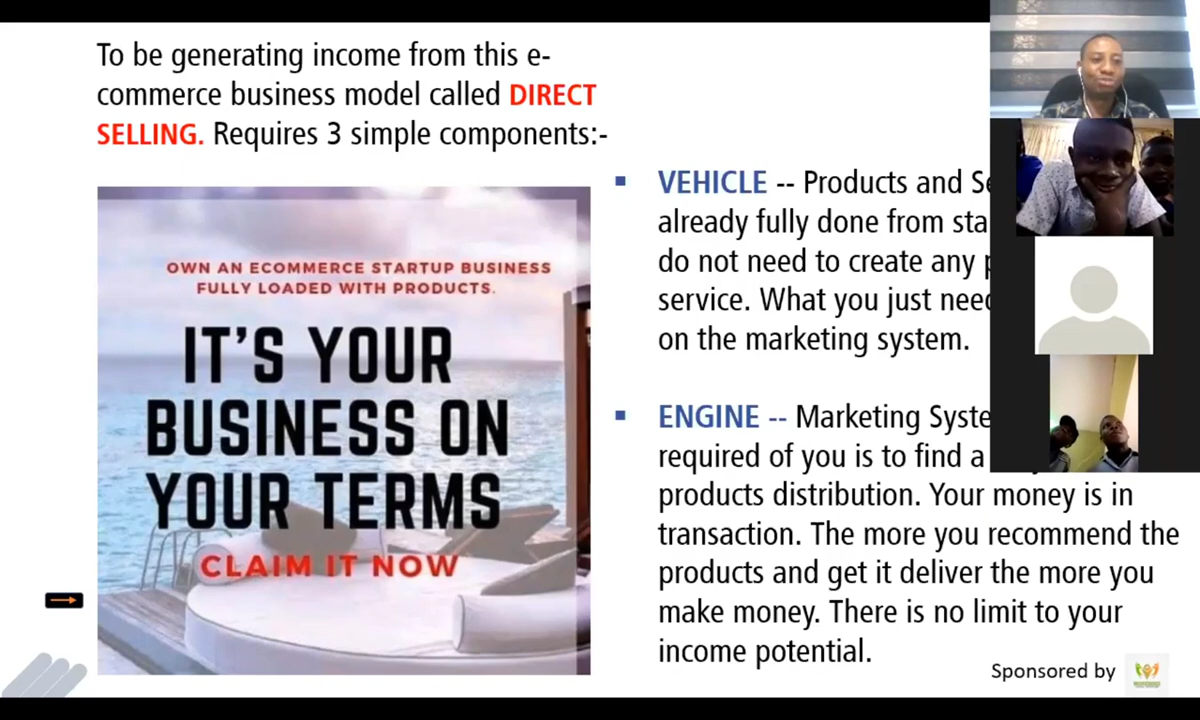 To be generating income from this e-
commerce business model called DIRECT
SELLING. Requires 3 simple components:-
OWN AN ECOMMERCE STARTUP BUSINESS
FULLY LOADED WITH PRODUCTS.
IT'S YOUR
BUSINESS ON
YOUR TERMS
CLAIM IT NOW
▪ VEHICLE -- Products and
already fully done from
do not need to create any
service. What you just
on the marketing system.
▪ ENGINE -- Marketing
required of you is to find a
products distribution. Your money is in
transaction. The more you recommend the
products and get it deliver the more you
make money. There is no limit to your
income potential.
Sponsored by